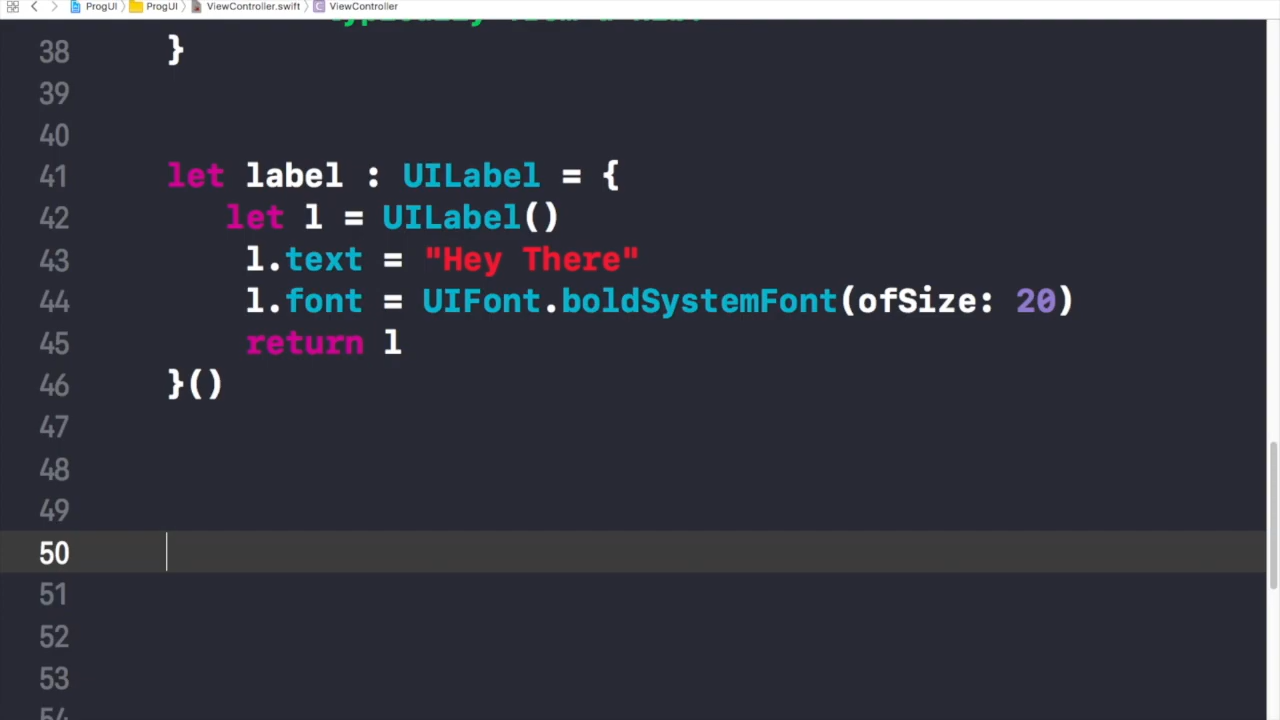 ProgUI ProgUI ViewController.swift ViewController
38 }
39
40
41 let label : UILabel = {
42 let l = UILabel()
43 l.text = "Hey There"
44 l.font = UIFont.boldSystemFont(ofSize: 20)
45 return l
46 }()
47
48
49
50
51
52
53
54